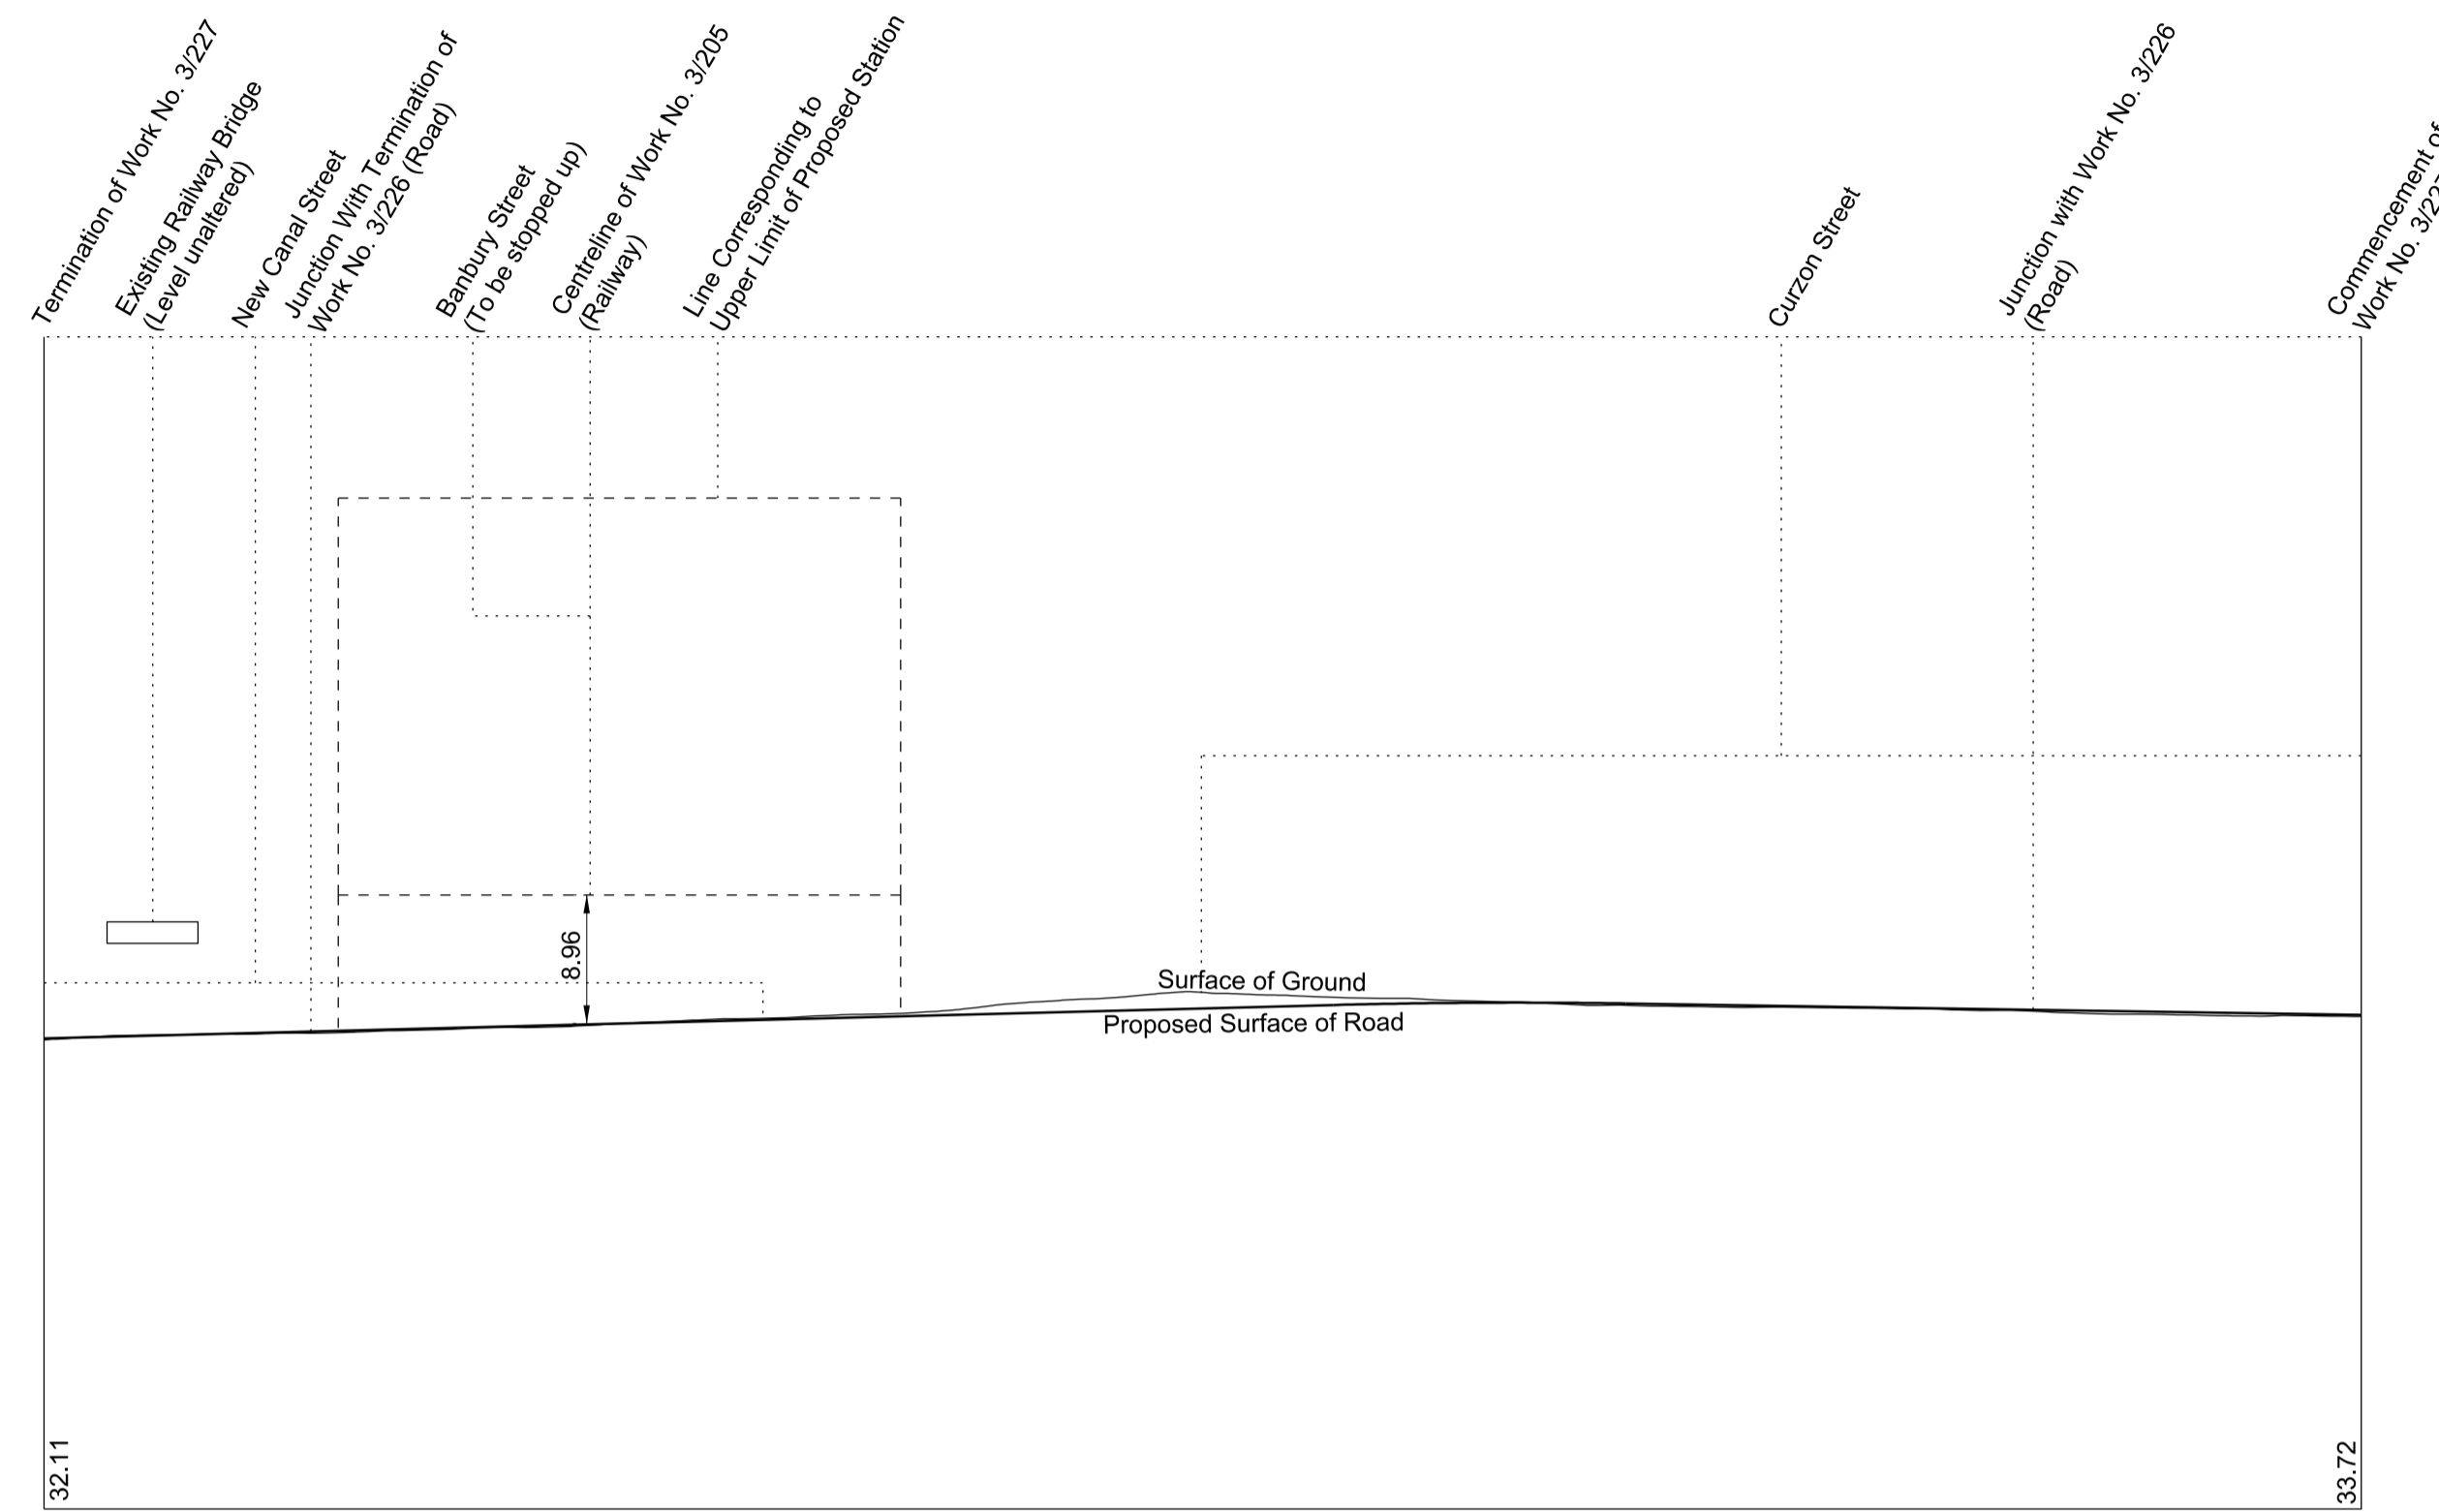 Termination of Work No. 3/227
Existing Railway Bridge
(Level unaltered)
New Canal Street
Junction With Termination of
Work No. 3/226 (Road)
Banbury Street
(To be stopped up)
Centreline of Work No. 3/205
(Railway)
Line Corresponding to
Upper Limit of Proposed Station
Curzon Street
Junction with Work No. 3/226
(Road)
Commencement of
Work No.
8.96
Surface of Ground
Proposed Surface of Road
32.11
33.72